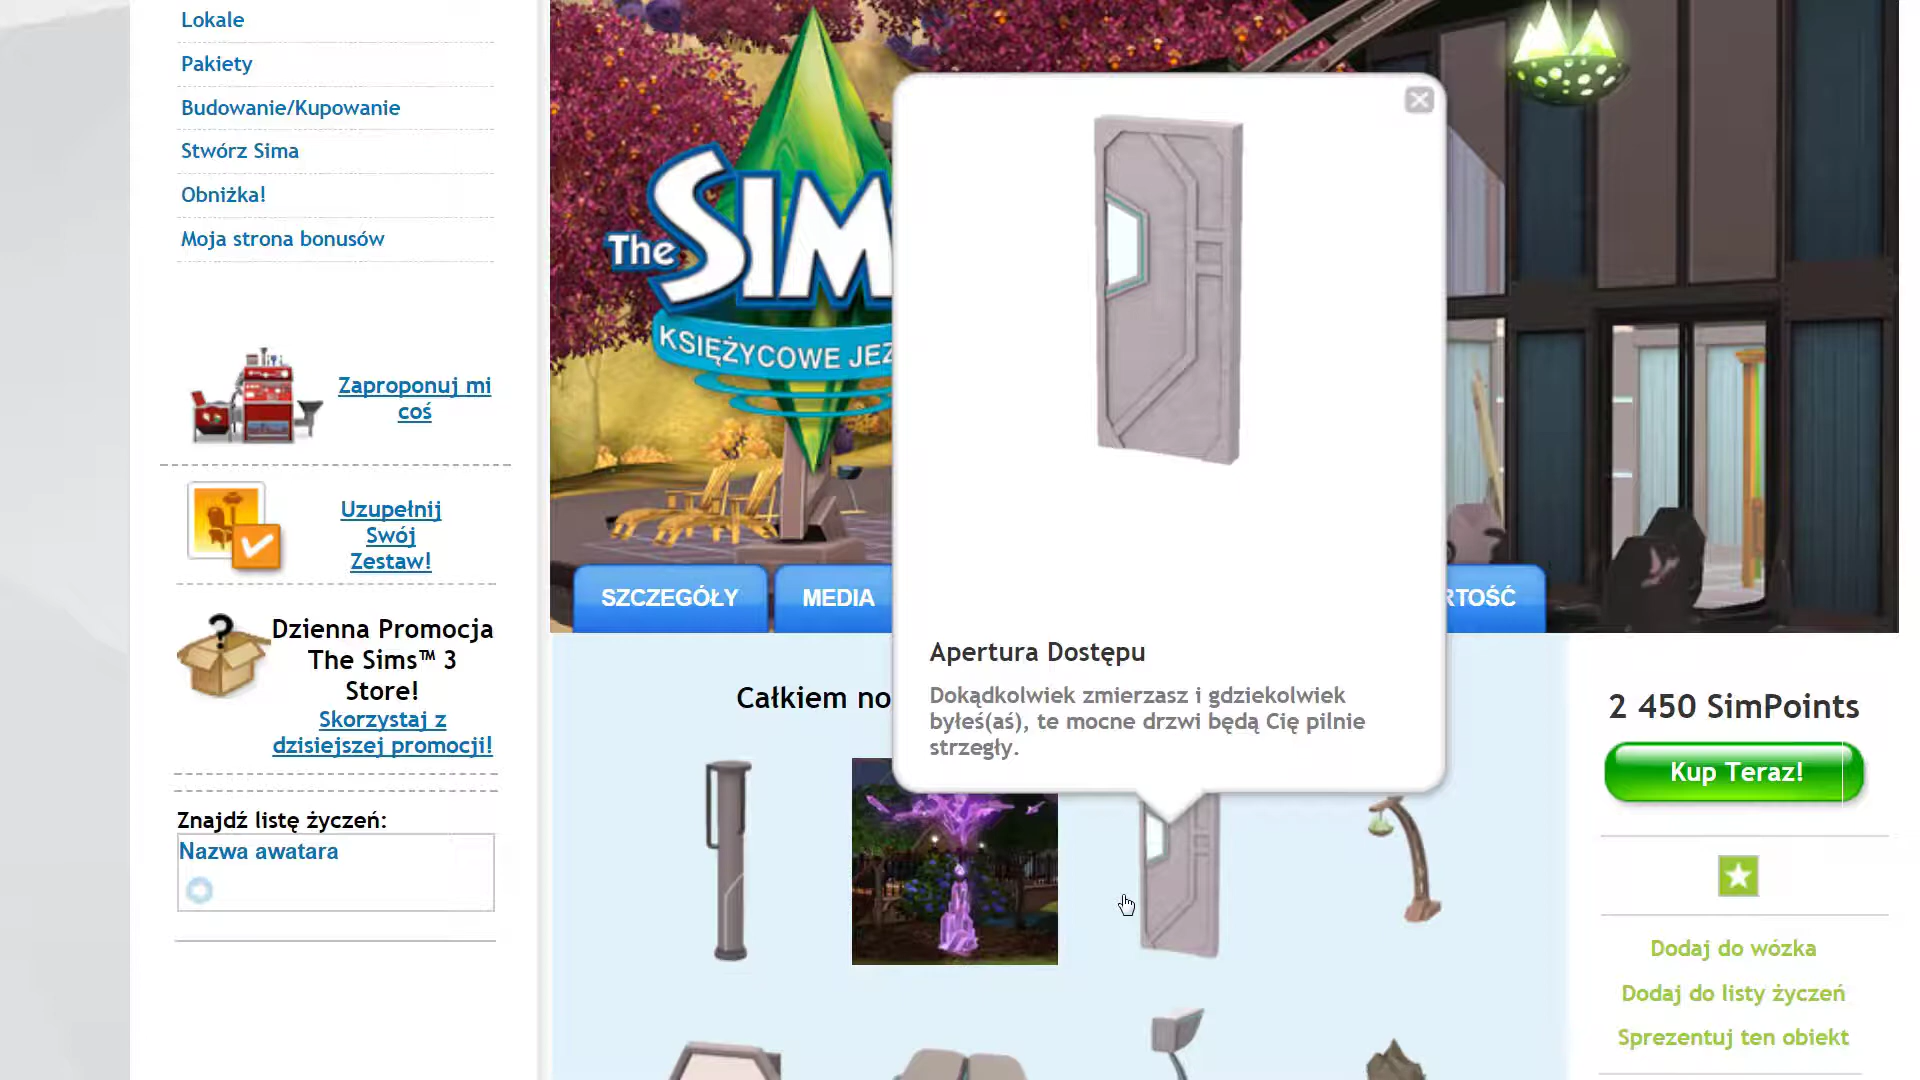 Lokale
Pakiety
Budowanie/Kupowanie
Stwórz Sima
Obniżka!
Moja strona bonusów
Zaproponuj mi
coś
Uzupełnij
Swój
Zestaw!
Dzienna Promocja
The Sims™ 3
Store!
Skorzystaj z
dzisiejszej promocji!
Znajdź listę życzeń:
Nazwa awatara
The SIM
KSIĘŻYCOWE JEZ
SZCZEGÓŁY
MEDIA
RTOŚĆ
Całkiem no
Apertura Dostępu
Dokądkolwiek zmierzasz i gdziekolwiek
byłeś(aś), te mocne drzwi będą Cię pilnie
strzegły.
2 450 SimPoints
Kup Teraz!
Dodaj do wózka
Dodaj do listy życzeń
Sprezentuj ten obiekt